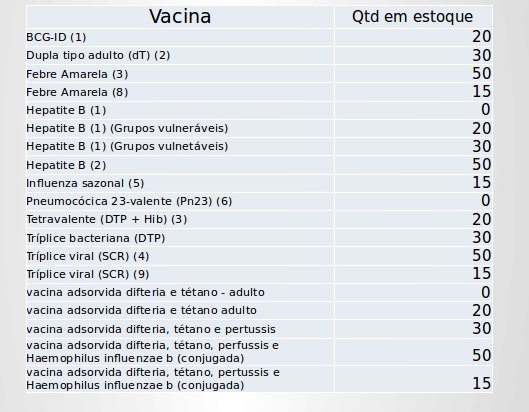 Vacina Qtd em estoque
BCG-ID (1) 20
Dupla tipo adulto (dT) (2) 30
Febre Amarela (3) 50
Febre Amarela (8) 15
Hepatite B (1) 0
Hepatite B (1) (Grupos vulneráveis) 20
Hepatite B (1) (Grupos vulnetáveis) 30
Hepatite B (2) 50
Influenza sazonal (5) 15
Pneumocócica 23-valente (Pn23) (6) 0
Tetravalente (DTP + Hib) (3) 20
Tríplice bacteriana (DTP) 30
Tríplice viral (SCR) (4) 50
Tríplice viral (SCR) (9) 15
vacina adsorvida difteria e tétano - adulto 0
vacina adsorvida difteria e tétano adulto 20
vacina adsorvida difteria, tétano e pertussis 30
vacina adsorvida difteria, tétano, perfussis e
Haemophilus influenzae b (conjugada) 50
vacina adsorvida difteria, tétano, pertussis e
Haemophilus influenzae b (conjugada) 15